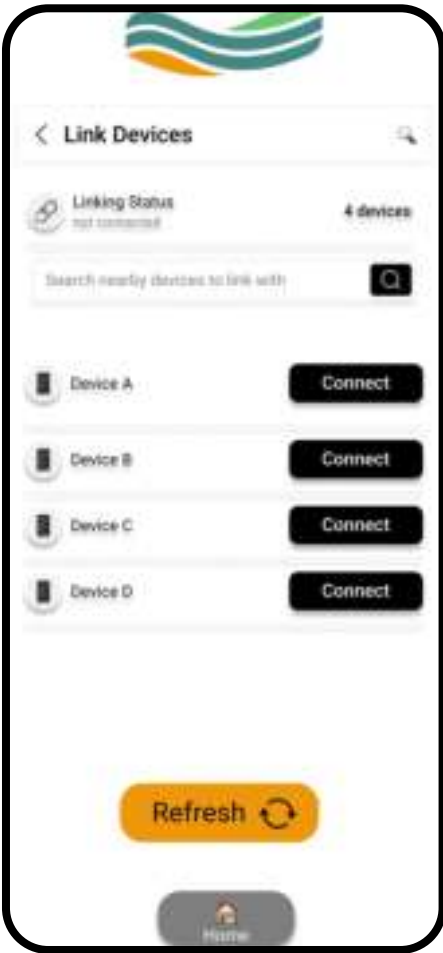 Link Devices
Linking Status
not connected
4 devices
Search nearby devices to link with
Device A
Connect
Device B
Connect
Device C
Connect
Device D
Connect
Refresh
Home